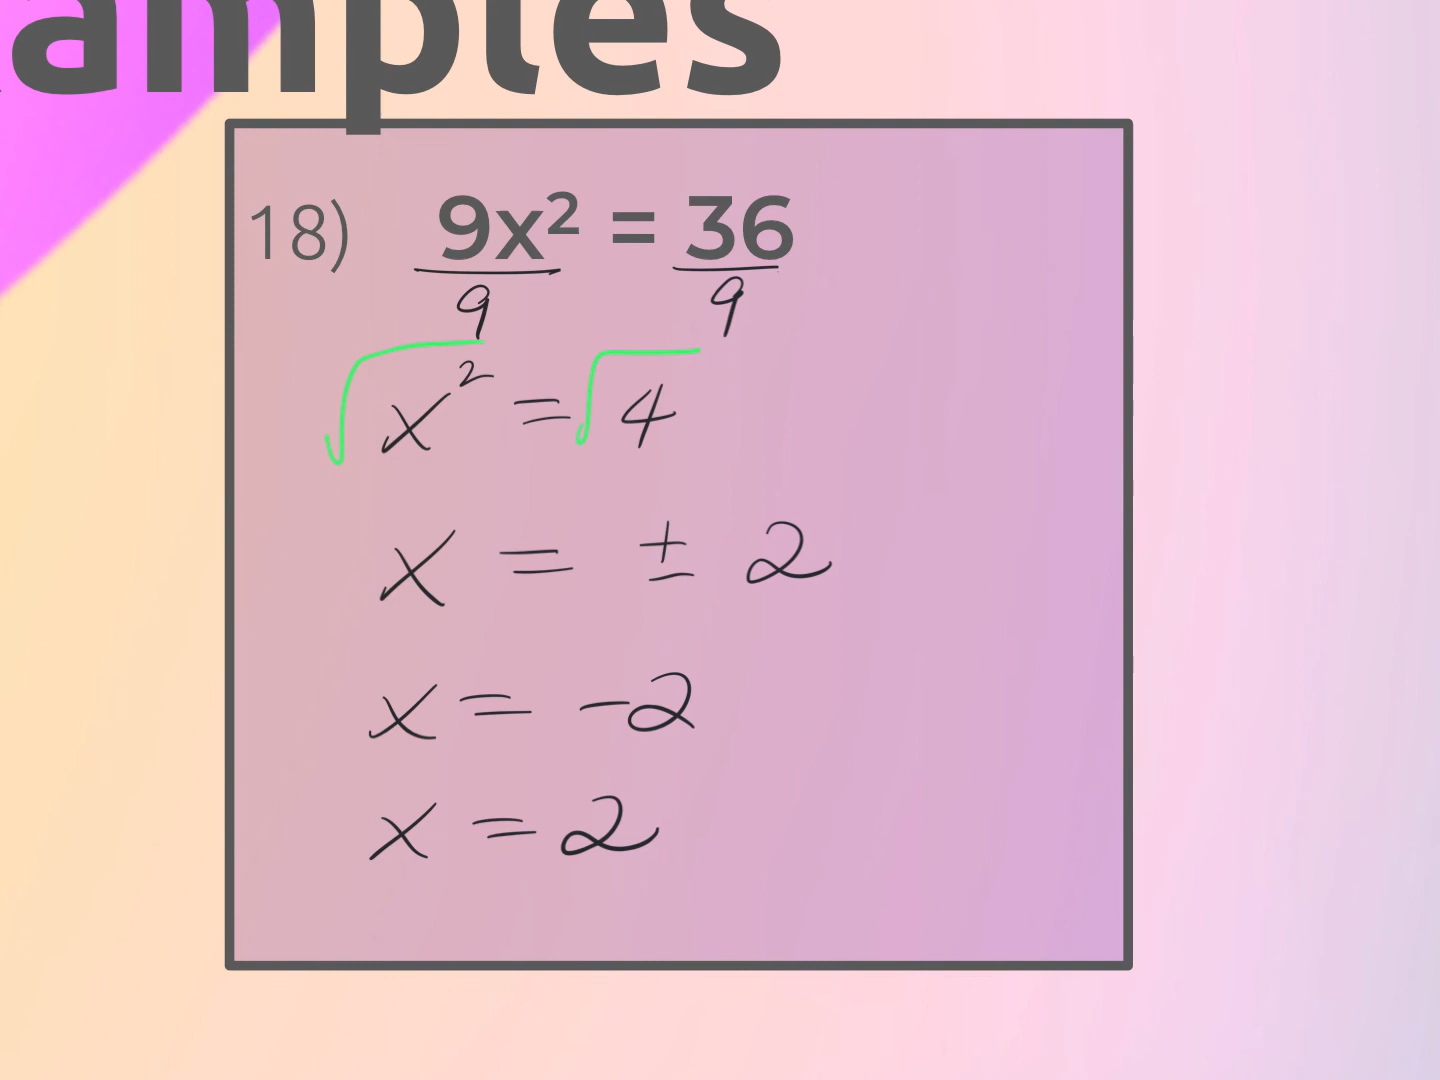 amples
18) 9x² = 36
9 9
√x² = √4
x = ± 2
x = -2
x = 2